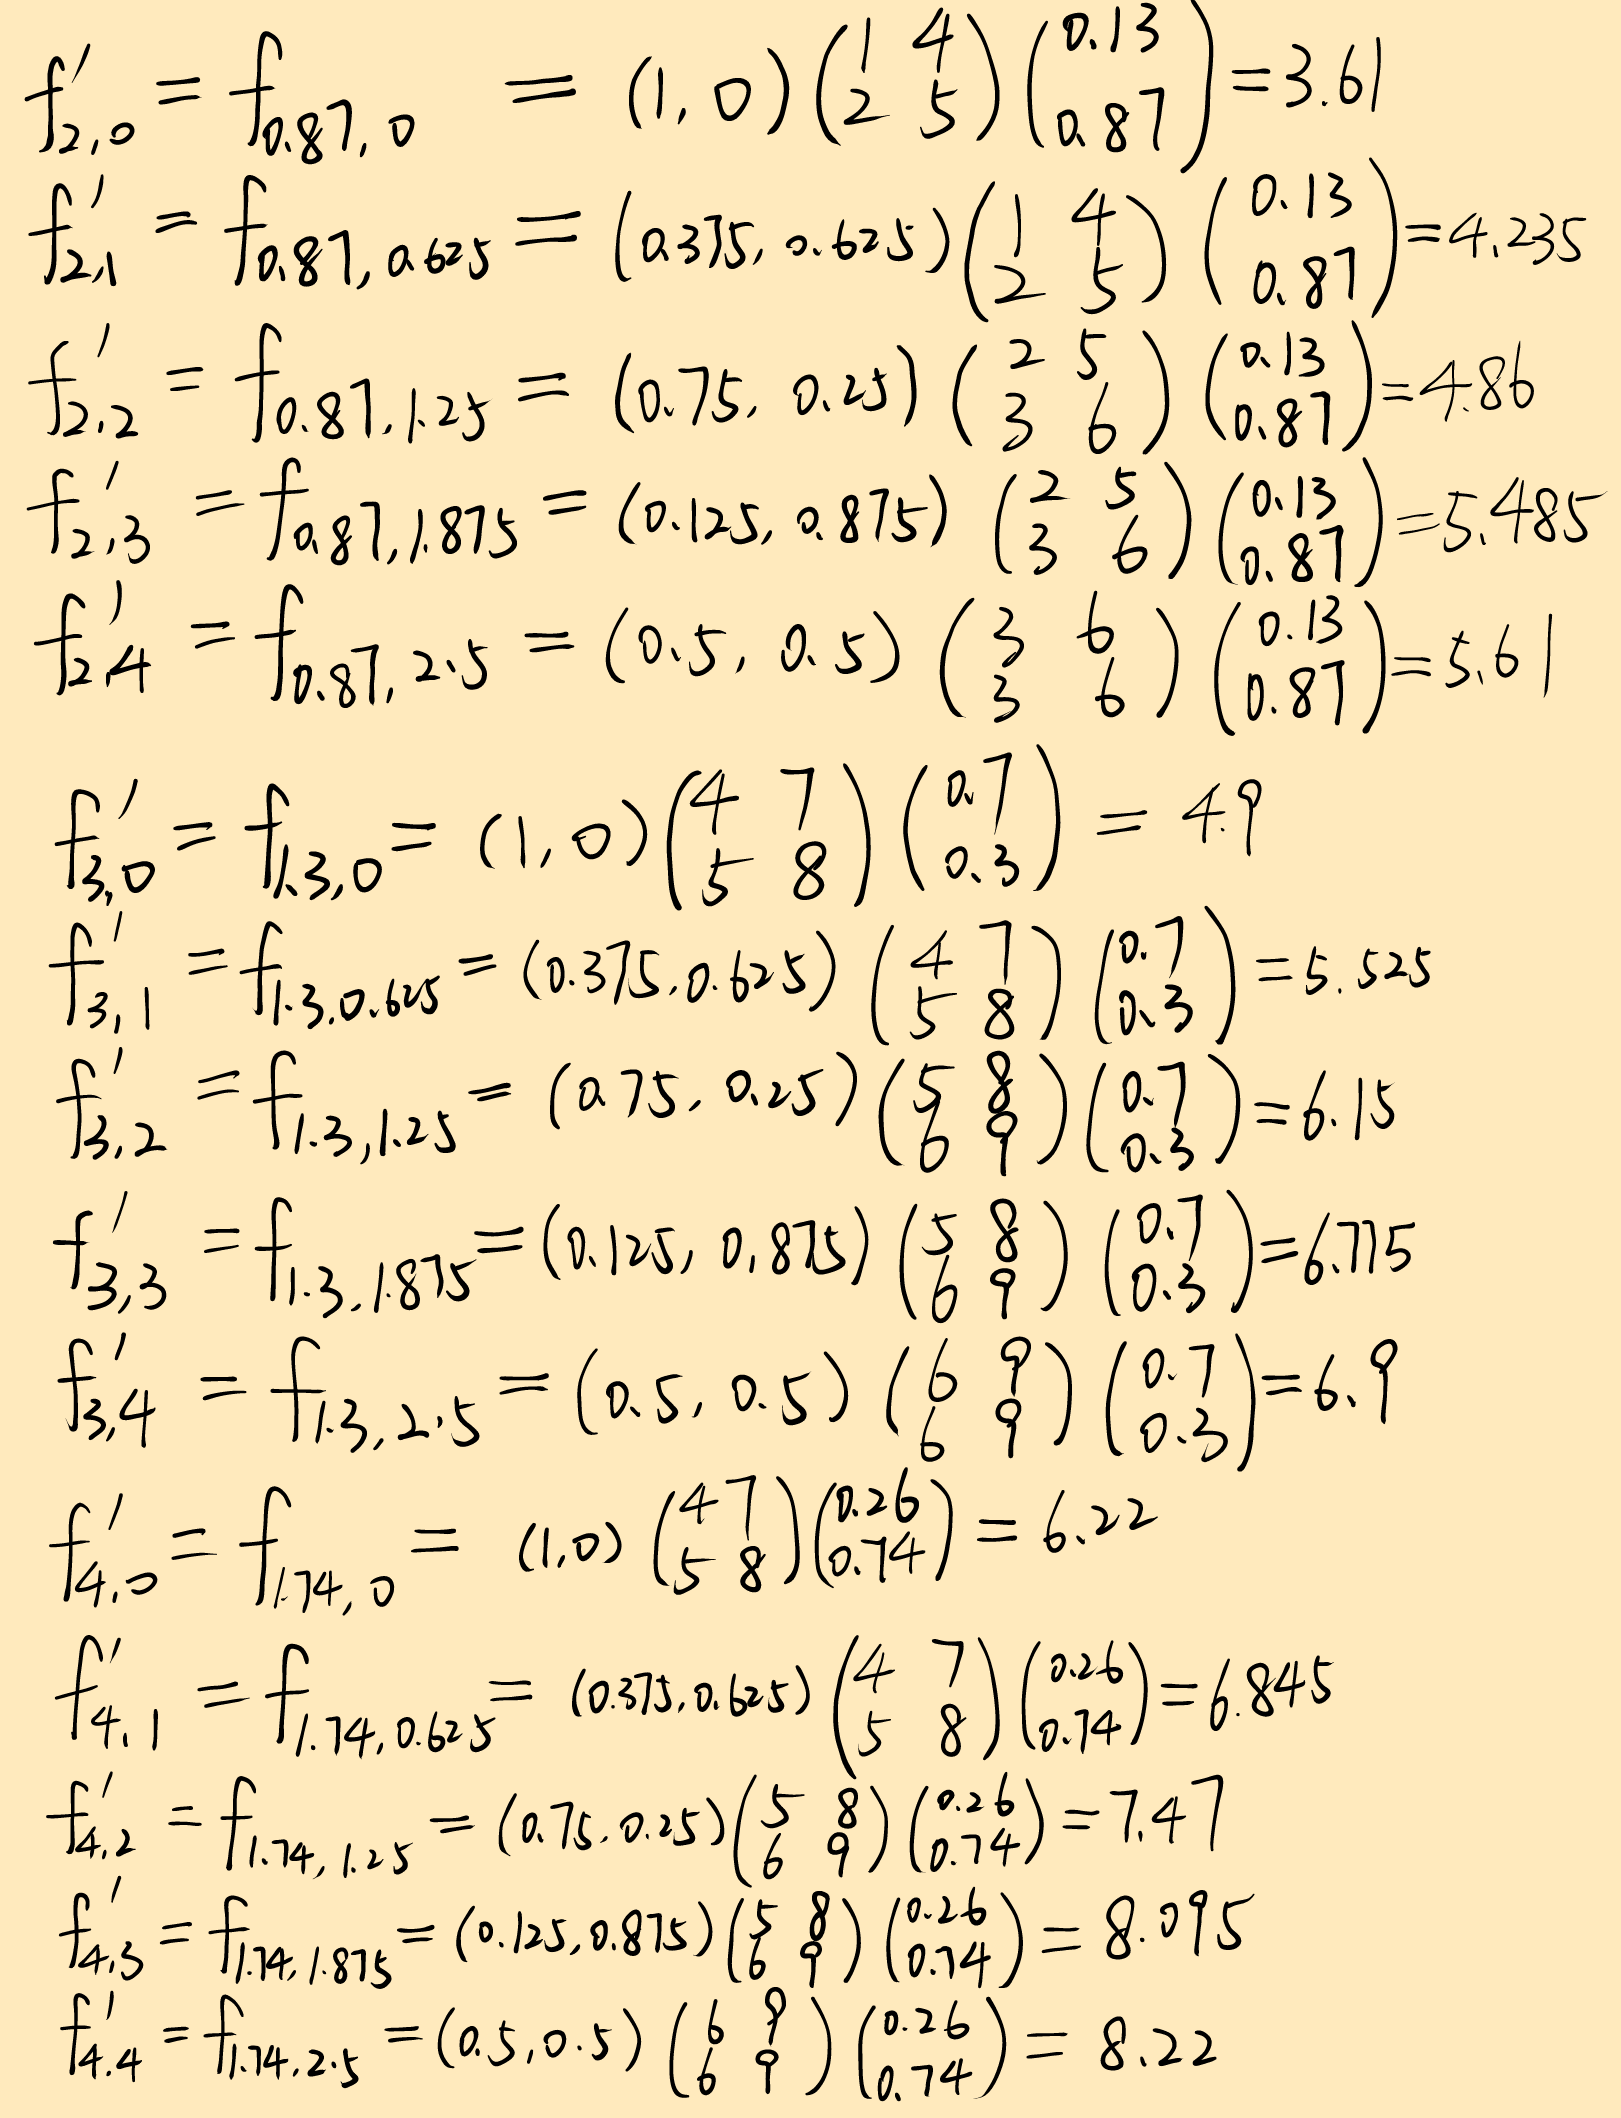 f'_{2,0} = f_{0.87,0} = (1,0) \begin{pmatrix} 1 & 4 \\ 2 & 5 \end{pmatrix} \begin{pmatrix} 0.13 \\ 0.87 \end{pmatrix} = 3.61
f'_{2,1} = f_{0.87,0.625} = (0.375,0.625) \begin{pmatrix} 1 & 4 \\ 2 & 5 \end{pmatrix} \begin{pmatrix} 0.13 \\ 0.87 \end{pmatrix} = 4.235
f'_{2,2} = f_{0.87,1.25} = (0.75,0.25) \begin{pmatrix} 2 & 5 \\ 3 & 6 \end{pmatrix} \begin{pmatrix} 0.13 \\ 0.87 \end{pmatrix} = 4.86
f'_{2,3} = f_{0.87,1.875} = (0.125,0.875) \begin{pmatrix} 2 & 5 \\ 3 & 6 \end{pmatrix} \begin{pmatrix} 0.13 \\ 0.87 \end{pmatrix} = 5.485
f'_{2,4} = f_{0.87,2.5} = (0.5,0.5) \begin{pmatrix} 3 & 6 \\ 3 & 6 \end{pmatrix} \begin{pmatrix} 0.13 \\ 0.87 \end{pmatrix} = 5.61
f'_{3,0} = f_{1.3,0} = (1,0) \begin{pmatrix} 4 & 7 \\ 5 & 8 \end{pmatrix} \begin{pmatrix} 0.7 \\ 0.3 \end{pmatrix} = 4.9
f'_{3,1} = f_{1.3,0.625} = (0.375,0.625) \begin{pmatrix} 4 & 7 \\ 5 & 8 \end{pmatrix} \begin{pmatrix} 0.7 \\ 0.3 \end{pmatrix} = 5.525
f'_{3,2} = f_{1.3,1.25} = (0.75,0.25) \begin{pmatrix} 5 & 8 \\ 6 & 9 \end{pmatrix} \begin{pmatrix} 0.7 \\ 0.3 \end{pmatrix} = 6.15
f'_{3,3} = f_{1.3,1.875} = (0.125,0.875) \begin{pmatrix} 5 & 8 \\ 6 & 9 \end{pmatrix} \begin{pmatrix} 0.7 \\ 0.3 \end{pmatrix} = 6.775
f'_{3,4} = f_{1.3,2.5} = (0.5,0.5) \begin{pmatrix} 6 & 9 \\ 6 & 9 \end{pmatrix} \begin{pmatrix} 0.7 \\ 0.3 \end{pmatrix} = 6.9
f'_{4,0} = f_{1.74,0} = (1,0) \begin{pmatrix} 4 & 7 \\ 5 & 8 \end{pmatrix} \begin{pmatrix} 0.26 \\ 0.74 \end{pmatrix} = 6.22
f'_{4,1} = f_{1.74,0.625} = (0.375,0.625) \begin{pmatrix} 4 & 7 \\ 5 & 8 \end{pmatrix} \begin{pmatrix} 0.26 \\ 0.74 \end{pmatrix} = 6.845
f'_{4,2} = f_{1.74,1.25} = (0.75,0.25) \begin{pmatrix} 5 & 8 \\ 6 & 9 \end{pmatrix} \begin{pmatrix} 0.26 \\ 0.74 \end{pmatrix} = 7.47
f'_{4,3} = f_{1.74,1.875} = (0.125,0.875) \begin{pmatrix} 5 & 8 \\ 6 & 9 \end{pmatrix} \begin{pmatrix} 0.26 \\ 0.74 \end{pmatrix} = 8.095
f'_{4.4} = f_{1.74,2.5} = (0.5,0.5) \begin{pmatrix} 6 & 9 \\ 6 & 9 \end{pmatrix} \begin{pmatrix} 0.26 \\ 0.74 \end{pmatrix} = 8.22